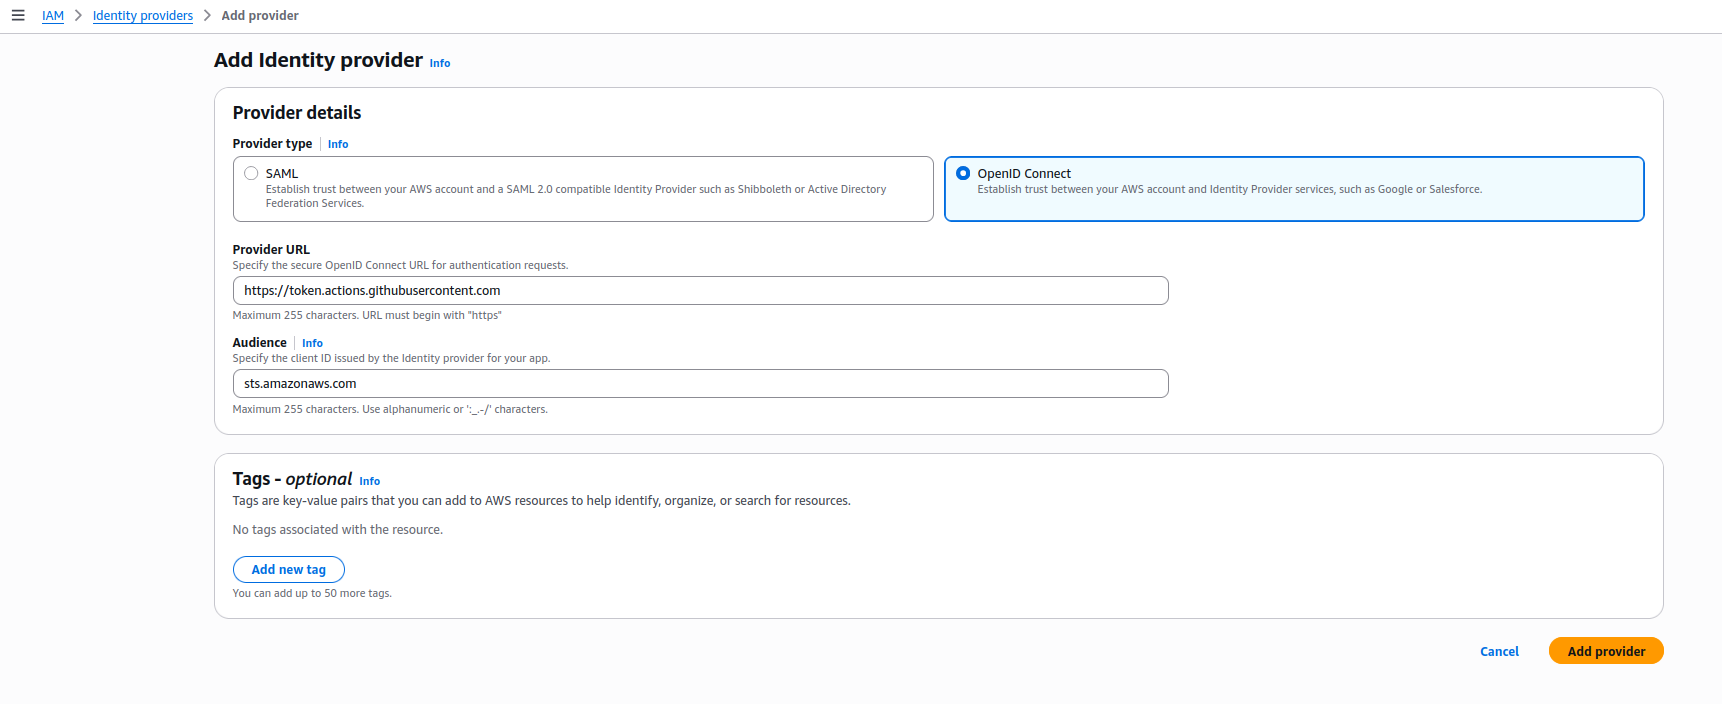 IAM > Identity providers > Add provider
Add Identity provider Info
Provider details
Provider type Info
SAML
Establish trust between your AWS account and a SAML 2.0 compatible Identity Provider such as Shibboleth or Active Directory
Federation Services.
OpenID Connect
Establish trust between your AWS account and Identity Provider services, such as Google or Salesforce.
Provider URL
Specify the secure OpenID Connect URL for authentication requests.
https://token.actions.githubusercontent.com
Maximum 255 characters. URL must begin with "https"
Audience Info
Specify the client ID issued by the Identity provider for your app.
sts.amazonaws.com
Maximum 255 characters. Use alphanumeric or ':_.-/' characters.
Tags - optional Info
Tags are key-value pairs that you can add to AWS resources to help identify, organize, or search for resources.
No tags associated with the resource.
Add new tag
You can add up to 50 more tags.
Cancel
Add provider